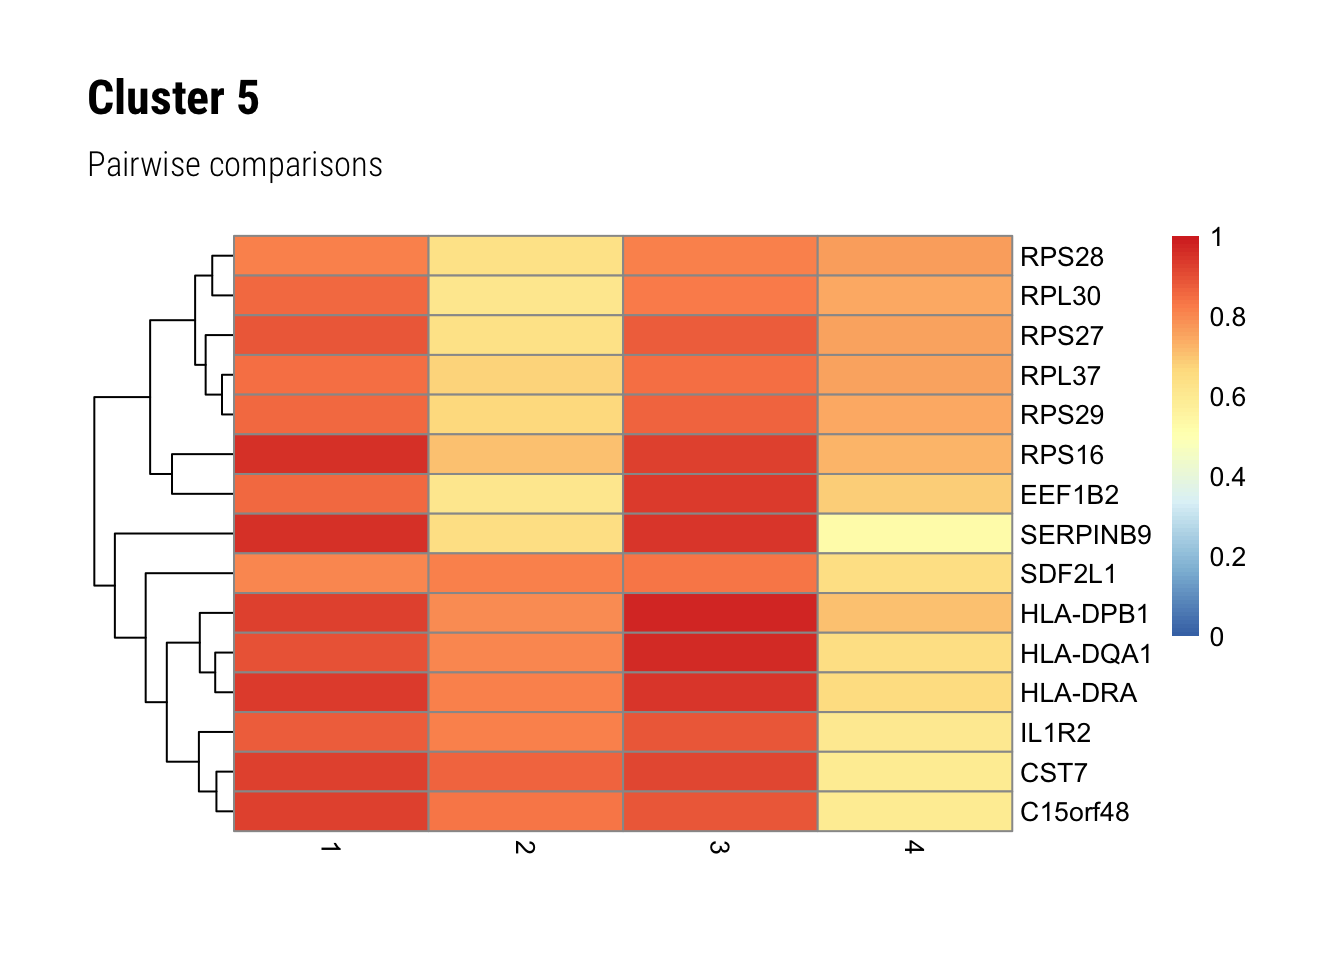 Cluster 5
Pairwise comparisons
RPS28
RPL30
RPS27
RPL37
RPS29
RPS16
EEF1B2
SERPINB9
SDF2L1
HLA-DPB1
HLA-DQA1
HLA-DRA
IL1R2
CST7
C15orf48
1
0.8
0.6
0.4
0.2
0
1 2 3 4